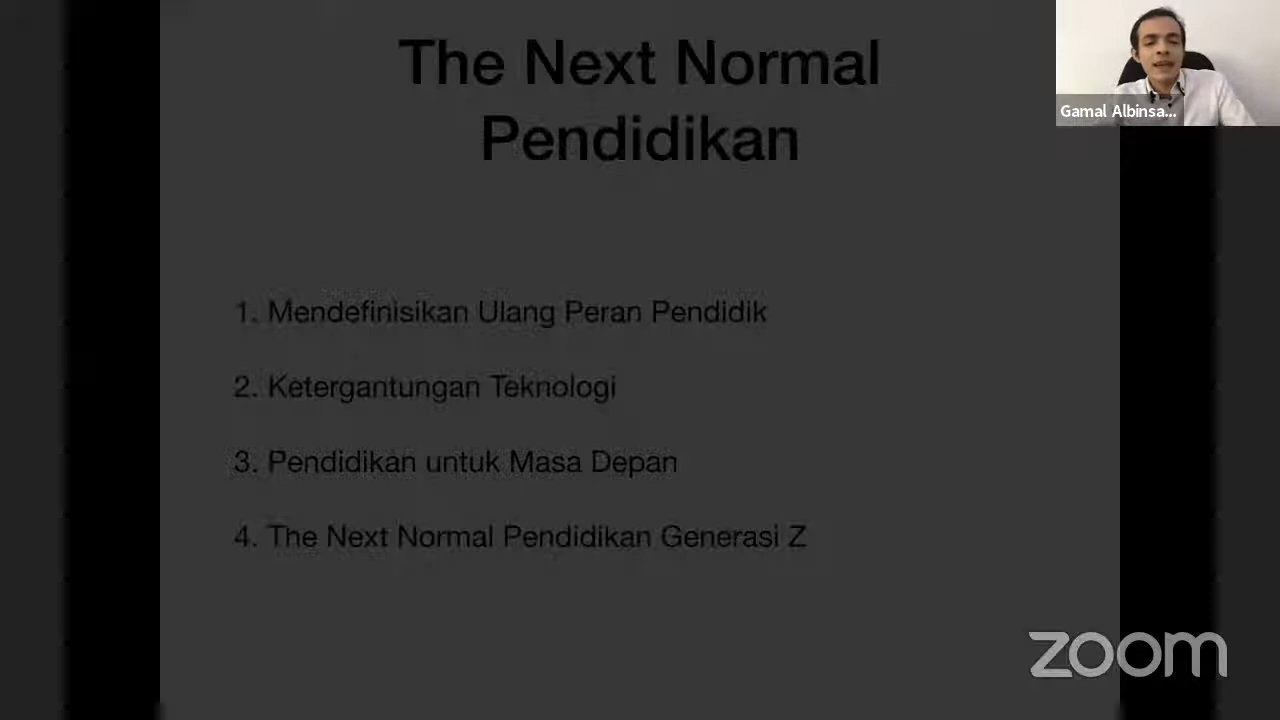 The Next Normal
Pendidikan
Gamal Albinsa...
1. Mendefinisikan Ulang Peran Pendidik
2. Ketergantungan Teknologi
3. Pendidikan untuk Masa Depan
4. The Next Normal Pendidikan Generasi Z
zoom